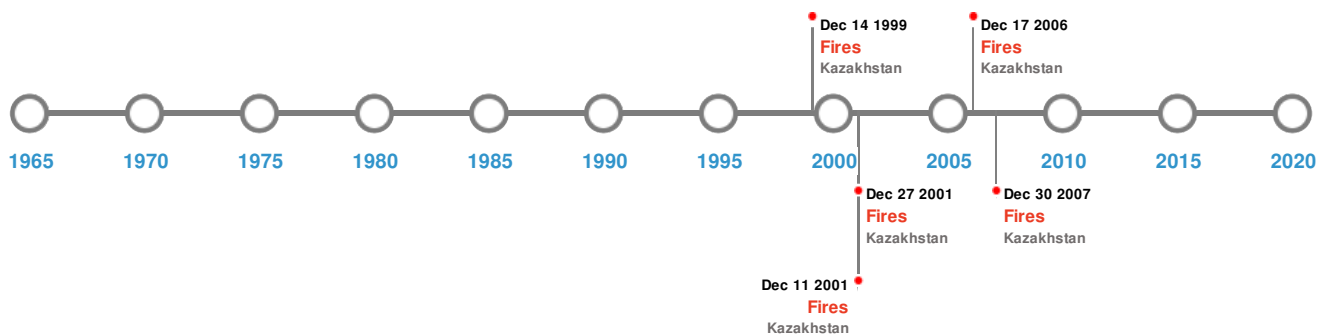 Dec 14 1999
Fires
Kazakhstan
Dec 17 2006
Fires
Kazakhstan
1965 1970 1975 1980 1985 1990 1995 2000 2005 2010 2015 2020
Dec 27 2001
Fires
Kazakhstan
Dec 30 2007
Fires
Kazakhstan
Dec 11 2001
Fires
Kazakhstan